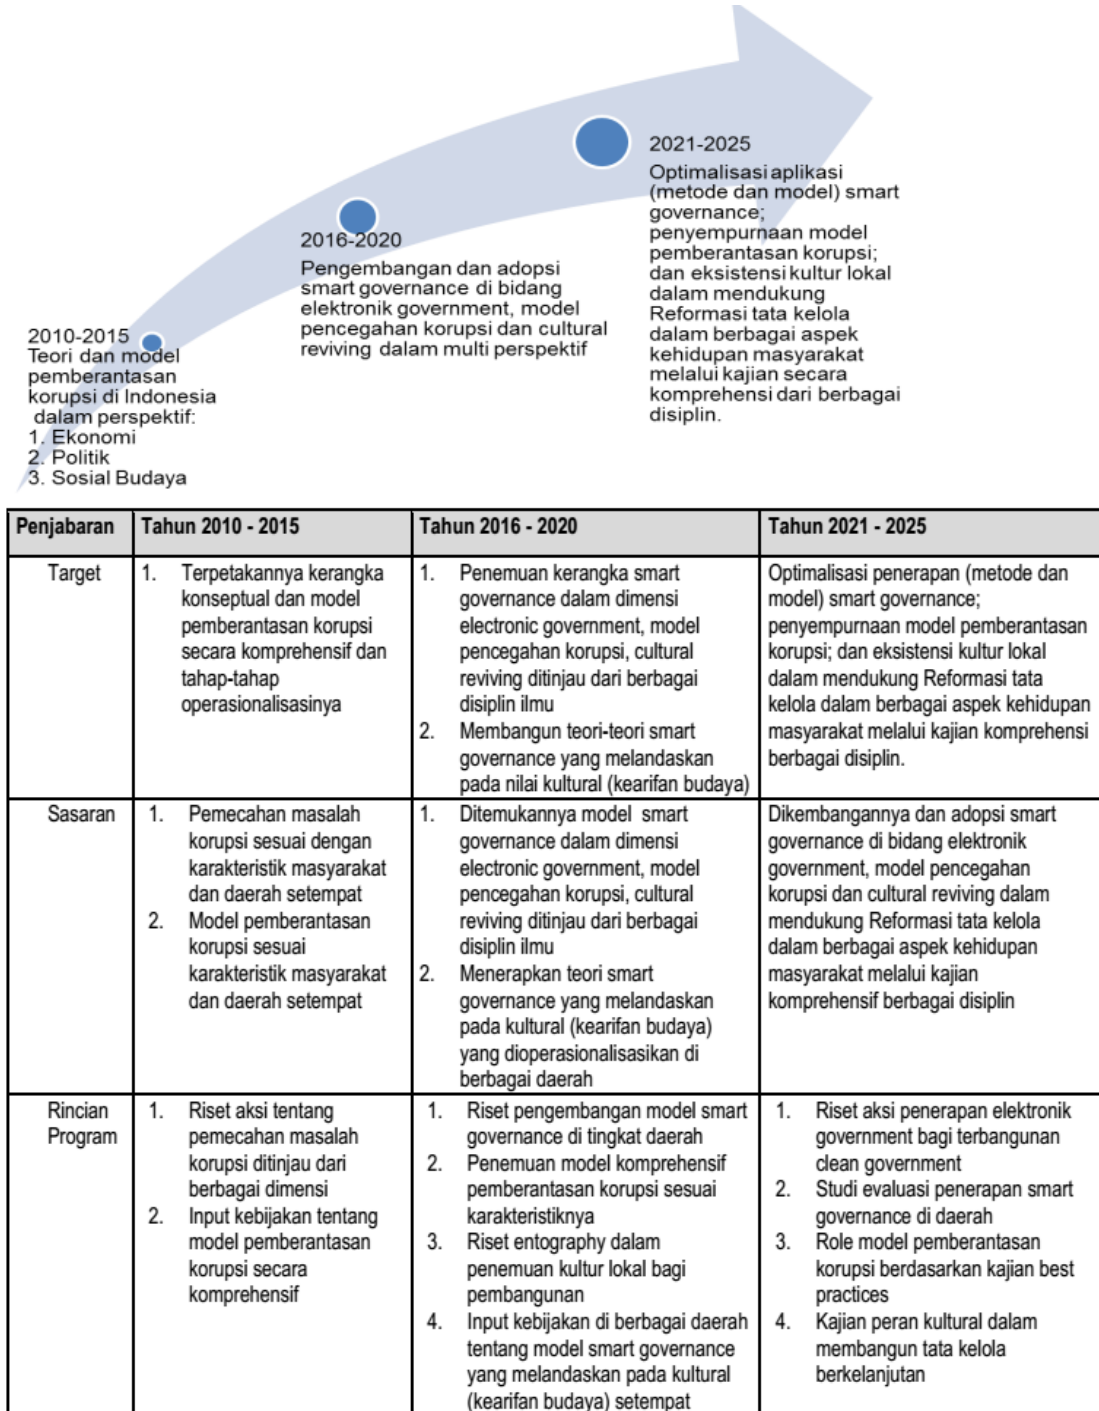 2010-2015
Teori dan model
pemberantasan
korupsi di Indonesia
dalam perspektif:
1. Ekonomi
2. Politik
3. Sosial Budaya
2016-2020
Pengembangan dan adopsi
smart governance di bidang
elektronik government, model
pencegahan korupsi dan cultural
reviving dalam multi perspektif
2021-2025
Optimalisasi aplikasi
(metode dan model) smart
governance;
penyempurnaan model
pemberantasan korupsi;
dan eksistensi kultur lokal
dalam mendukung
Reformasi tata kelola
dalam berbagai aspek
kehidupan masyarakat
melalui kajian secara
komprehensi dari berbagai
disiplin.
Penjabaran
Tahun 2010 - 2015
Tahun 2016 - 2020
Tahun 2021 - 2025
Target
1. Terpetakannya kerangka
konseptual dan model
pemberantasan korupsi
secara komprehensif dan
tahap-tahap
operasionalisasinya
1. Penemuan kerangka smart
governance dalam dimensi
electronic government, model
pencegahan korupsi, cultural
reviving ditinjau dari berbagai
disiplin ilmu
2. Membangun teori-teori smart
governance yang melandaskan
pada nilai kultural (kearifan budaya)
Optimalisasi penerapan (metode dan
model) smart governance;
penyempurnaan model pemberantasan
korupsi; dan eksistensi kultur lokal
dalam mendukung Reformasi tata
kelola dalam berbagai aspek kehidupan
masyarakat melalui kajian komprehensi
berbagai disiplin.
Sasaran
1. Pemecahan masalah
korupsi sesuai dengan
karakteristik masyarakat
dan daerah setempat
2. Model pemberantasan
korupsi sesuai
karakteristik masyarakat
dan daerah setempat
1. Ditemukannya model smart
governance dalam dimensi
electronic government, model
pencegahan korupsi, cultural
reviving ditinjau dari berbagai
disiplin ilmu
2. Menerapkan teori smart
governance yang melandaskan
pada kultural (kearifan budaya)
yang dioperasionalisasikan di
berbagai daerah
Dikembangannya dan adopsi smart
governance di bidang elektronik
government, model pencegahan
korupsi dan cultural reviving dalam
mendukung Reformasi tata kelola
dalam berbagai aspek kehidupan
masyarakat melalui kajian
komprehensif berbagai disiplin
Rincian
Program
1. Riset aksi tentang
pemecahan masalah
korupsi ditinjau dari
berbagai dimensi
2. Input kebijakan tentang
model pemberantasan
korupsi secara
komprehensif
1. Riset pengembangan model smart
governance di tingkat daerah
2. Penemuan model komprehensif
pemberantasan korupsi sesuai
karakteristiknya
3. Riset entography dalam
penemuan kultur lokal bagi
pembangunan
4. Input kebijakan di berbagai daerah
tentang model smart governance
yang melandaskan pada kultural
(kearifan budaya) setempat
1. Riset aksi penerapan elektronik
government bagi terbangunan
clean government
2. Studi evaluasi penerapan smart
governance di daerah
3. Role model pemberantasan
korupsi berdasarkan kajian best
practices
4. Kajian peran kultural dalam
membangun tata kelola
berkelanjutan